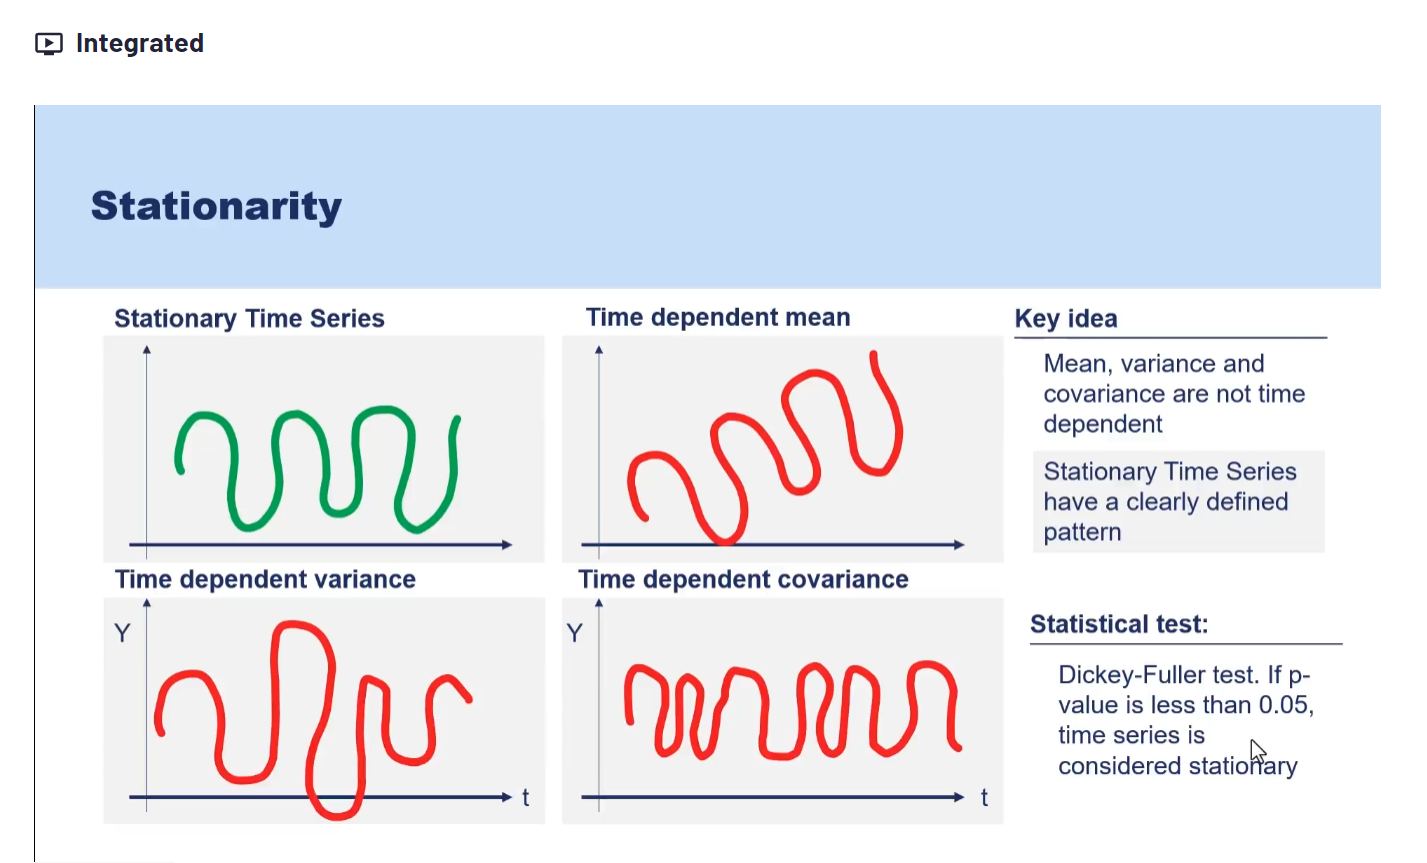 Integrated
Stationarity
Stationary Time Series
Time dependent mean
Time dependent variance
Y
t
Time dependent covariance
Y
t
Key idea
Mean, variance and
covariance are not time
dependent
Stationary Time Series
have a clearly defined
pattern
Statistical test:
Dickey-Fuller test. If p-
value is less than 0.05,
time series is
considered stationary